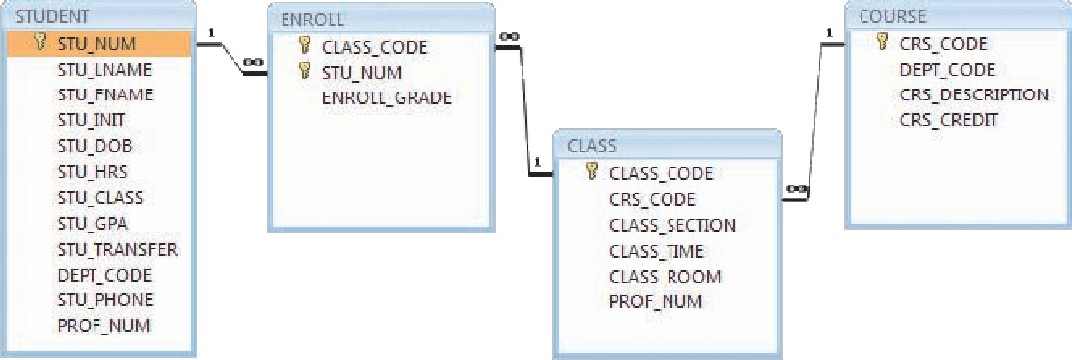 STUDENT
STU_NUM
STU_LNAME
STU_FNAME
STU_INIT
STU_DOB
STU_HRS
STU_CLASS
STU_GPA
STU_TRANSFER
DEPT_CODE
STU_PHONE
PROF_NUM
1
∞
ENROLL
CLASS_CODE
STU_NUM
ENROLL_GRADE
∞
1
CLASS
CLASS_CODE
CRS_CODE
CLASS_SECTION
CLASS_TIME
CLASS_ROOM
PROF_NUM
∞
1
COURSE
CRS_CODE
DEPT_CODE
CRS_DESCRIPTION
CRS_CREDIT